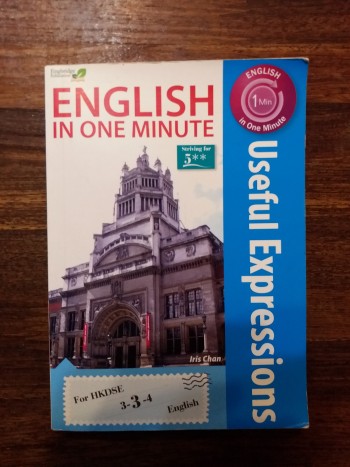 ENGLISH
IN ONE MINUTE
Striving for
5**
ENGLISH
1 Min
in One Minute
Useful Expressions
Iris Chan
For HKDSE
3-3-4
English